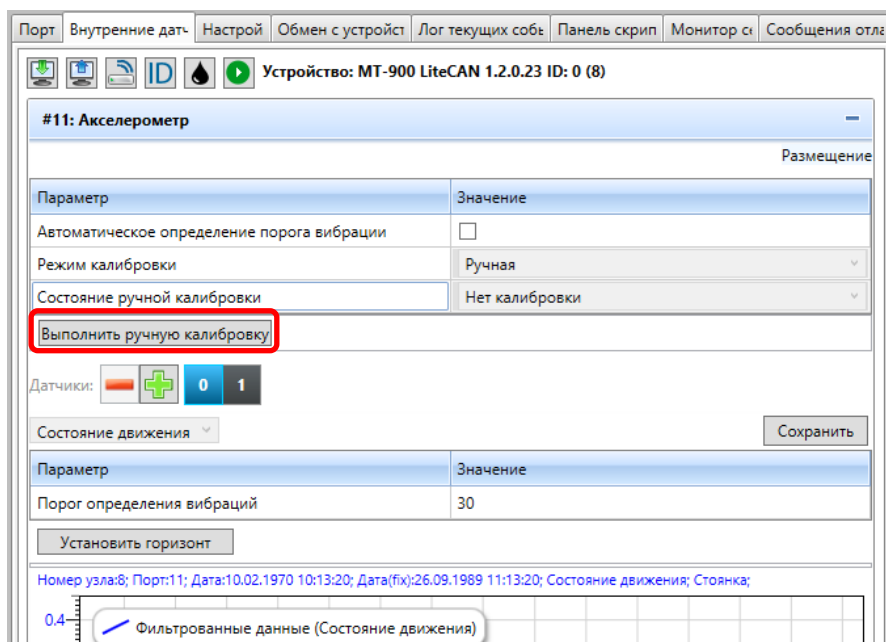 Порт Внутренние дат Настрой Обмен с устройст Лог текущих собы Панель скрип Монитор Сообщения отла
ID Устройство: MT-900 LiteCAN 1.2.0.23 ID: 0 (8)
#11: Акселерометр
Размещение
Параметр Значение
Автоматическое определение порога вибрации
Режим калибровки Ручная
Состояние ручной калибровки Нет калибровки
Выполнить ручную калибровку
Датчики: 0 1
Состояние движения Сохранить
Параметр Значение
Порог определения вибраций 30
Установить горизонт
Номер узла:8; Порт:11; Дата:10.02.1970 10:13:20; Дата(fix):26.09.1989 11:13:20; Состояние движения; Стоянка;
0.4
Фильтрованные данные (Состояние движения)